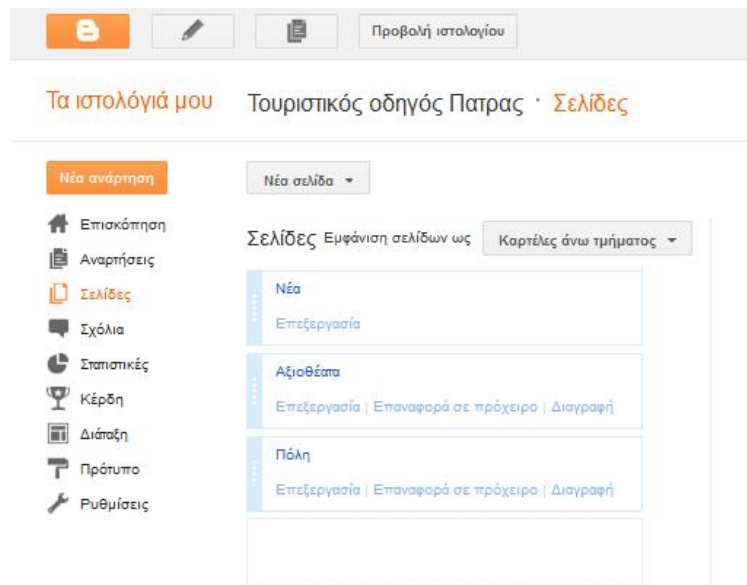 Προβολή ιστολογίου
Τα ιστολόγιά μου Τουριστικός οδηγός Πατρας · Σελίδες
Νέα ανάρτηση
Νέα σελίδα
Επισκόπηση
Αναρτήσεις
Σελίδες
Σχόλια
Στατιστικές
Κέρδη
Διάταξη
Πρότυπο
Ρυθμίσεις
Σελίδες Εμφάνιση σελίδων ως Καρτέλες άνω τμήματος
Νέα
Επεξεργασία
Αξιοθέατα
Επεξεργασία | Επαναφορά σε πρόχειρο | Διαγραφή
Πόλη
Επεξεργασία | Επαναφορά σε πρόχειρο | Διαγραφή